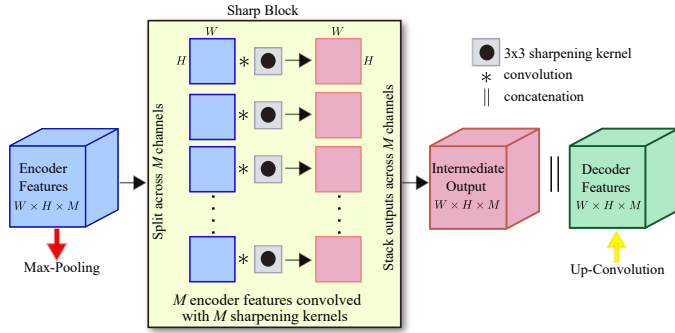 Sharp Block
W
W
H
*
H
*
*
*
Split across M channels
Stack outputs across M channels
M encoder features convolved
with M sharpening kernels
Encoder
Features
W × H × M
Max-Pooling
Intermediate
Output
W × H × M
||
Decoder
Features
W × H × M
Up-Convolution
3x3 sharpening kernel
* convolution
|| concatenation